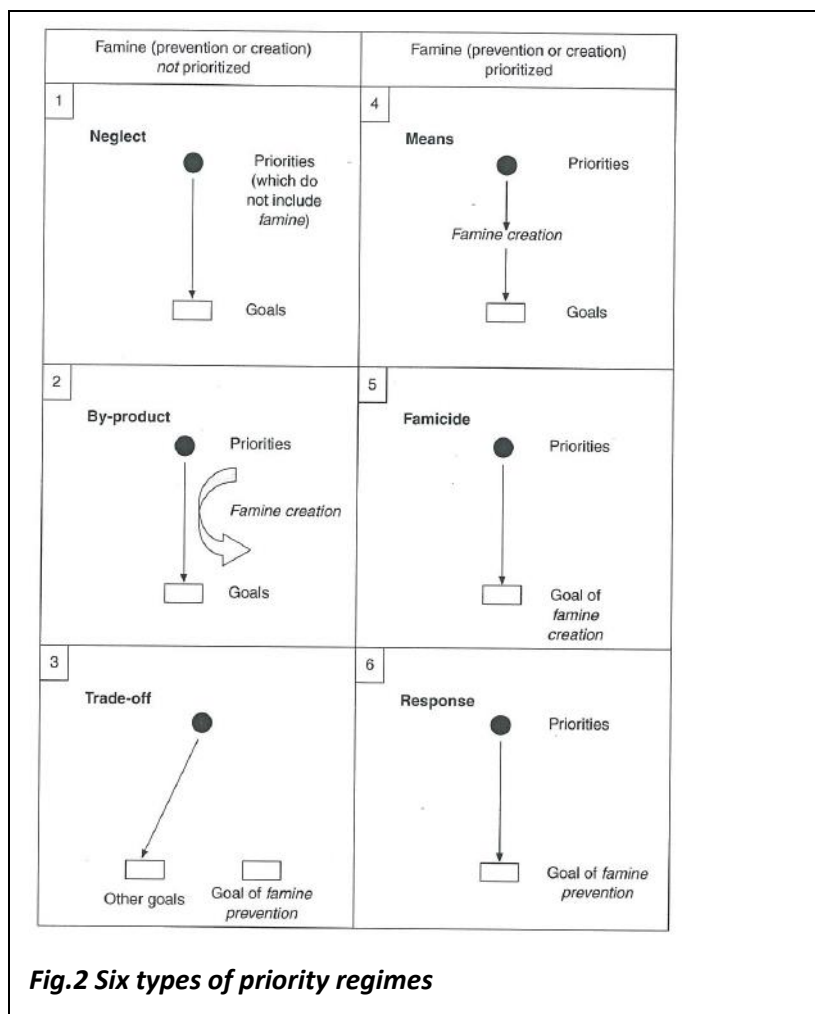 Famine (prevention or creation)
not prioritized
Famine (prevention or creation)
prioritized
1
Neglect
Priorities
(which do
not include
famine)
Goals
4
Means
Priorities
Famine creation
Goals
2
By-product
Priorities
Famine creation
Goals
5
Famicide
Priorities
Goal of
famine
creation
3
Trade-off
Other goals
Goal of famine
prevention
6
Response
Priorities
Goal of famine
prevention
Fig.2 Six types of priority regimes